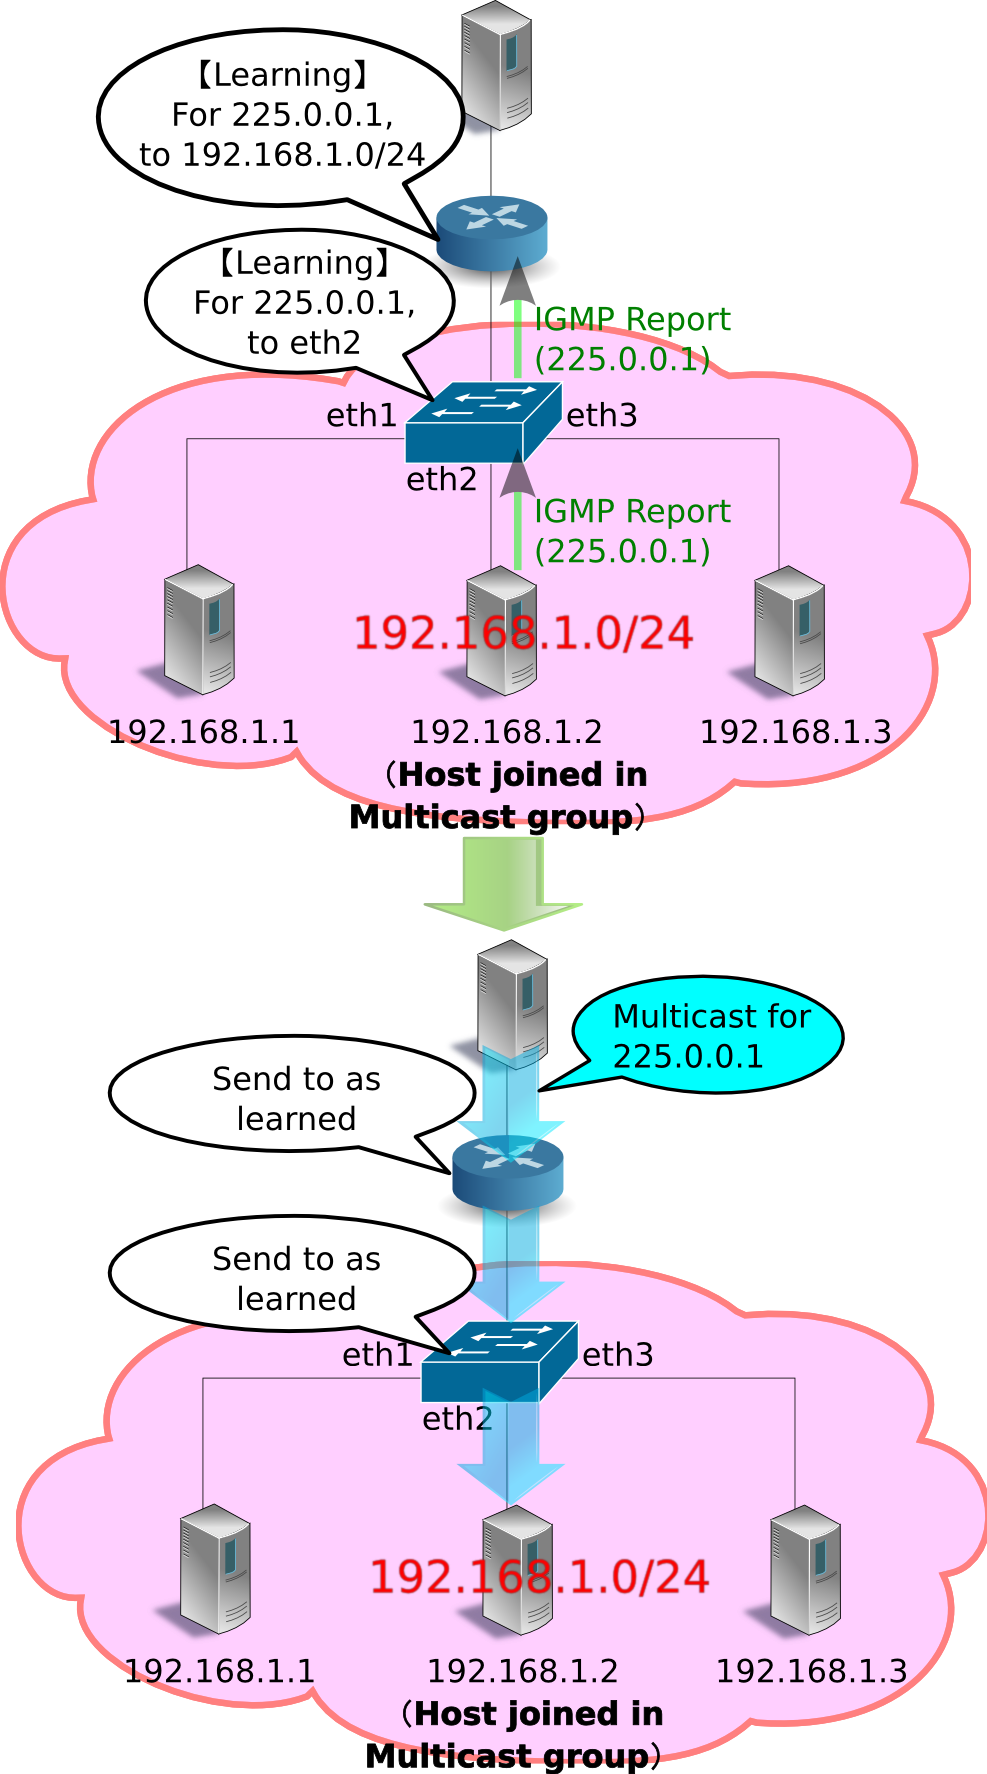 【Learning】
For 225.0.0.1,
to 192.168.1.0/24
【Learning】
For 225.0.0.1,
to eth2
IGMP Report
(225.0.0.1)
eth1
eth3
eth2
IGMP Report
(225.0.0.1)
192.168.1.0/24
192.168.1.1
192.168.1.2
192.168.1.3
（Host joined in
Multicast group）
Multicast for
225.0.0.1
Send to as
learned
Send to as
learned
eth1
eth3
eth2
192.168.1.0/24
192.168.1.1
192.168.1.2
192.168.1.3
（Host joined in
Multicast group）